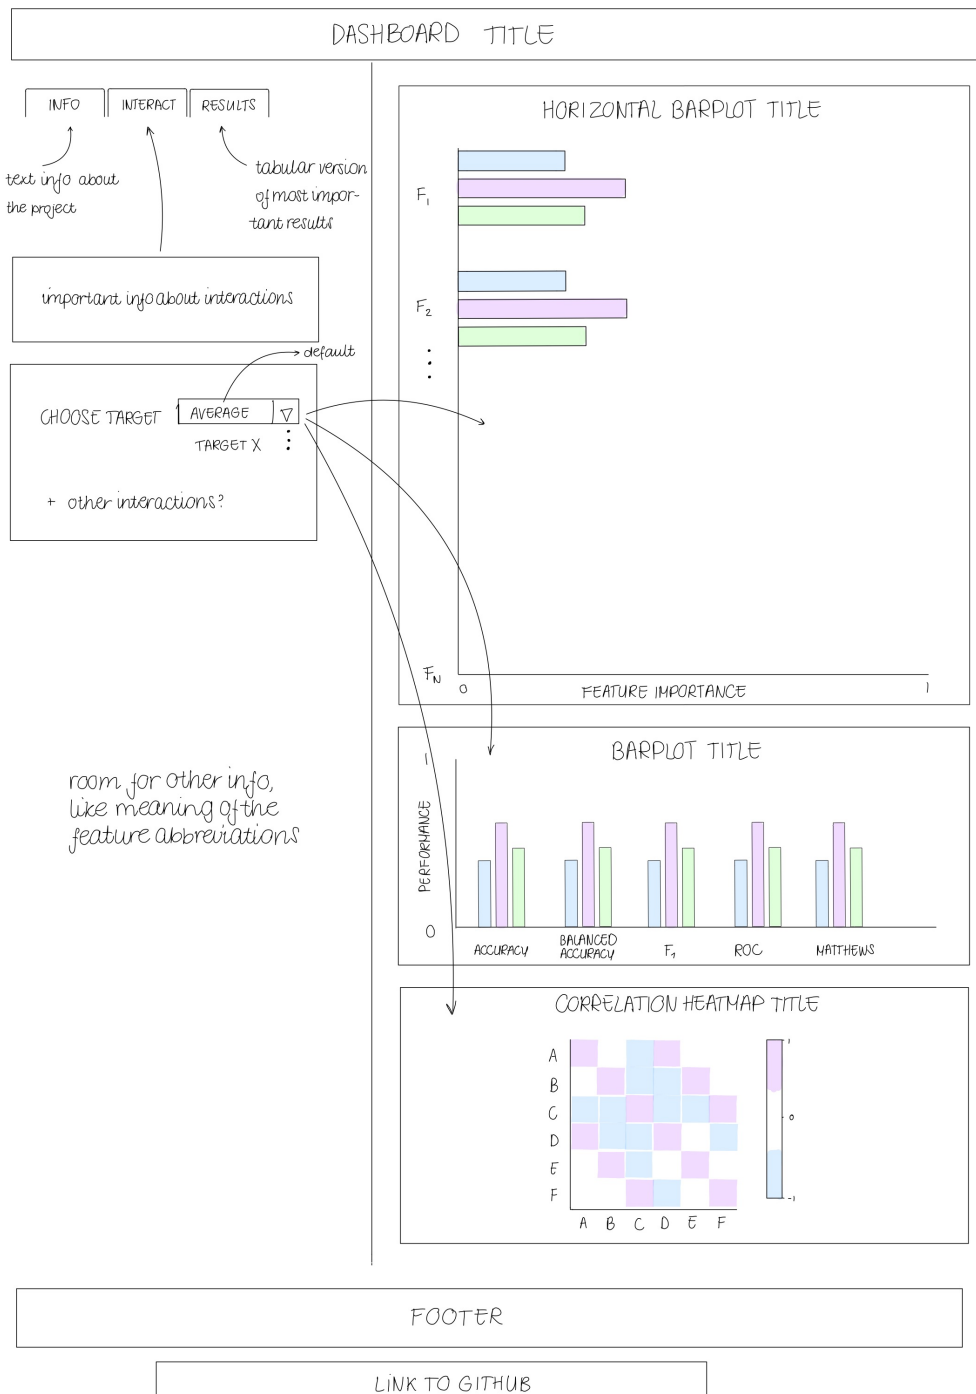 DASHBOARD TITLE
INFO
INTERACT
RESULTS
text info about
the project
tabular version
of most impor-
tant results
important info about interactions
default
CHOOSE TARGET
AVERAGE
TARGET X
+ other interactions?
room for other info,
like meaning of the
feature abbreviations
HORIZONTAL BARPLOT TITLE
F1
F2
FN
0
FEATURE IMPORTANCE
1
BARPLOT TITLE
1
PERFORMANCE
0
ACCURACY
BALANCED
ACCURACY
F1
ROC
MATTHEWS
CORRELATION HEATMAP TITLE
A
B
C
D
E
F
A B C D E F
1
0
-1
FOOTER
LINK TO GITHUB